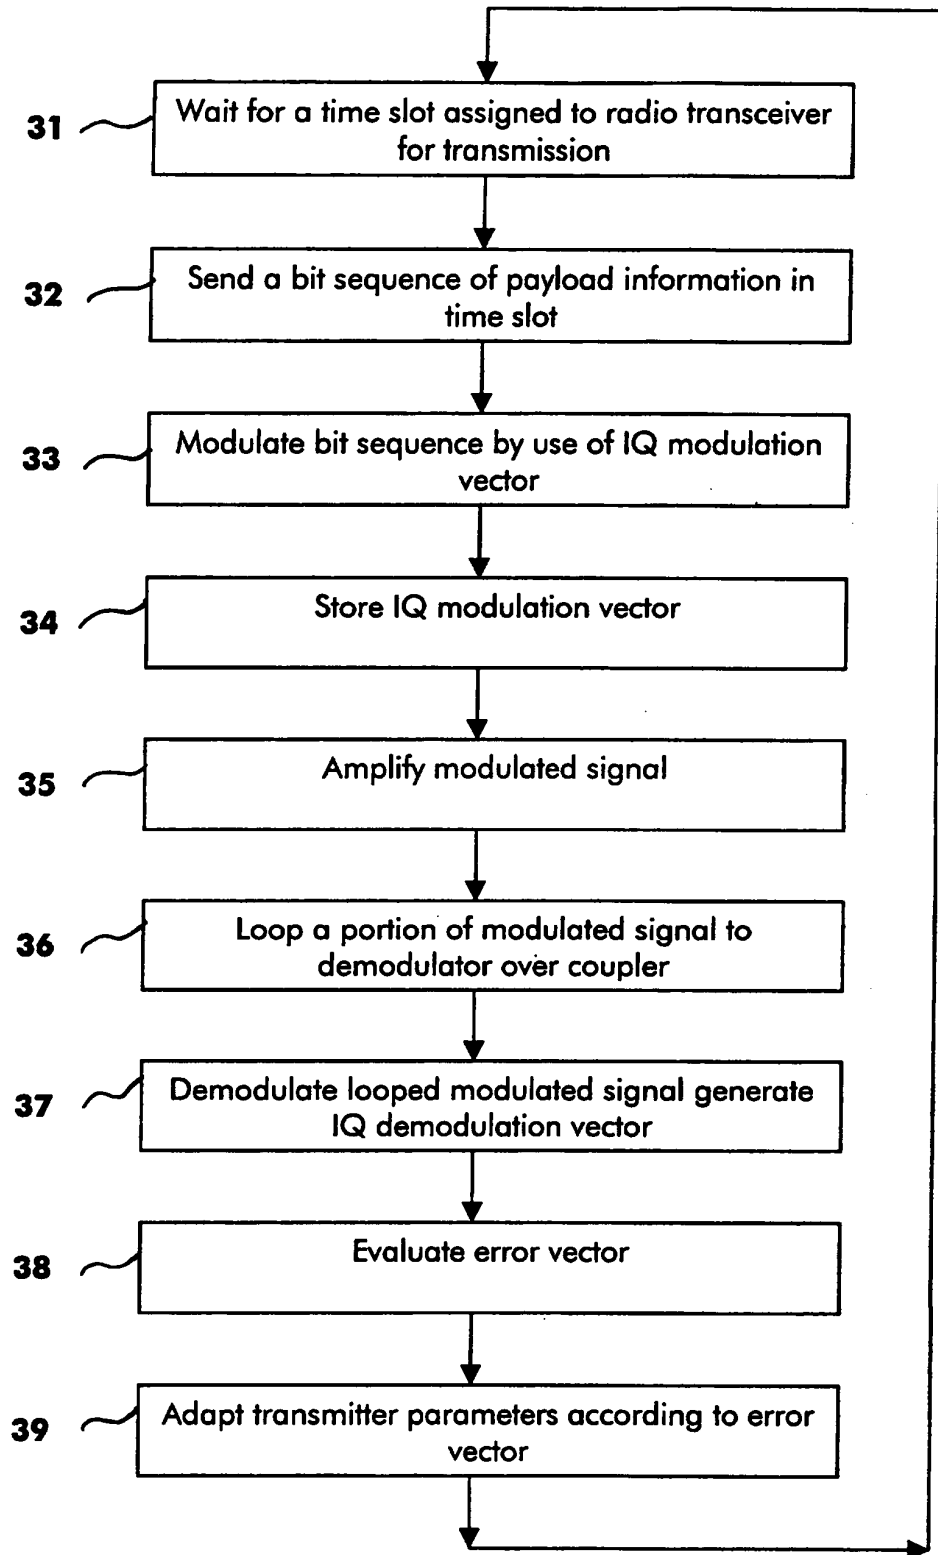 31
Wait for a time slot assigned to radio transceiver
for transmission
32
Send a bit sequence of payload information in
time slot
33
Modulate bit sequence by use of IQ modulation
vector
34
Store IQ modulation vector
35
Amplify modulated signal
36
Loop a portion of modulated signal to
demodulator over coupler
37
Demodulate looped modulated signal generate
IQ demodulation vector
38
Evaluate error vector
39
Adapt transmitter parameters according to error
vector